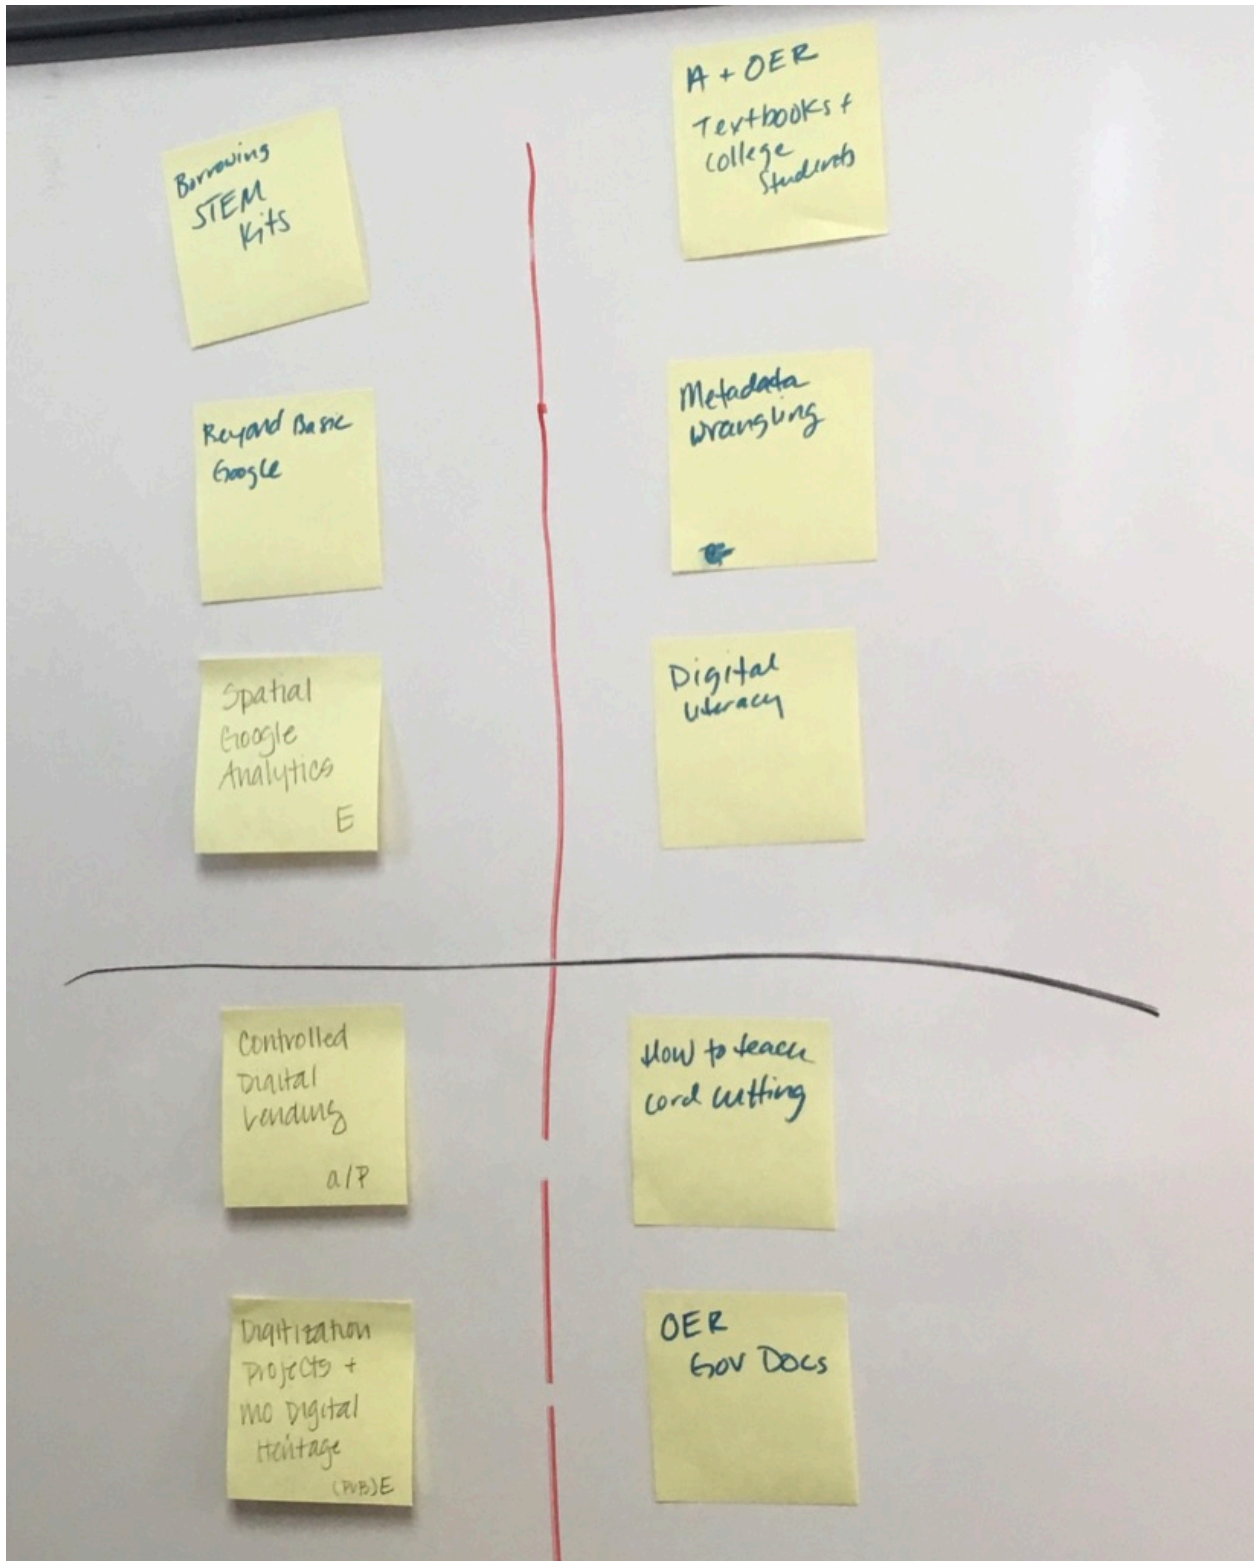 Borrowing
STEM
Kits
Beyond Basic
Google
Spatial
Google
Analytics
E
A + OER
Textbooks +
College
Students
Metadata
Wrangling
Digital
Literacy
Controlled
Digital
Lending
a/P
Digitization
Projects +
MO Digital
Heritage
(PUB)E
How to teach
cord cutting
OER
Gov Docs